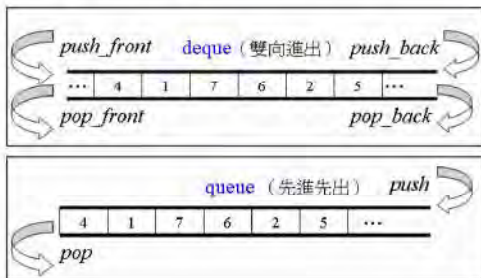 push_front deque（雙向進出） push_back
… 4 1 7 6 2 5 …
pop_front pop_back
queue （先進先出） push
4 1 7 6 2 5 …
pop